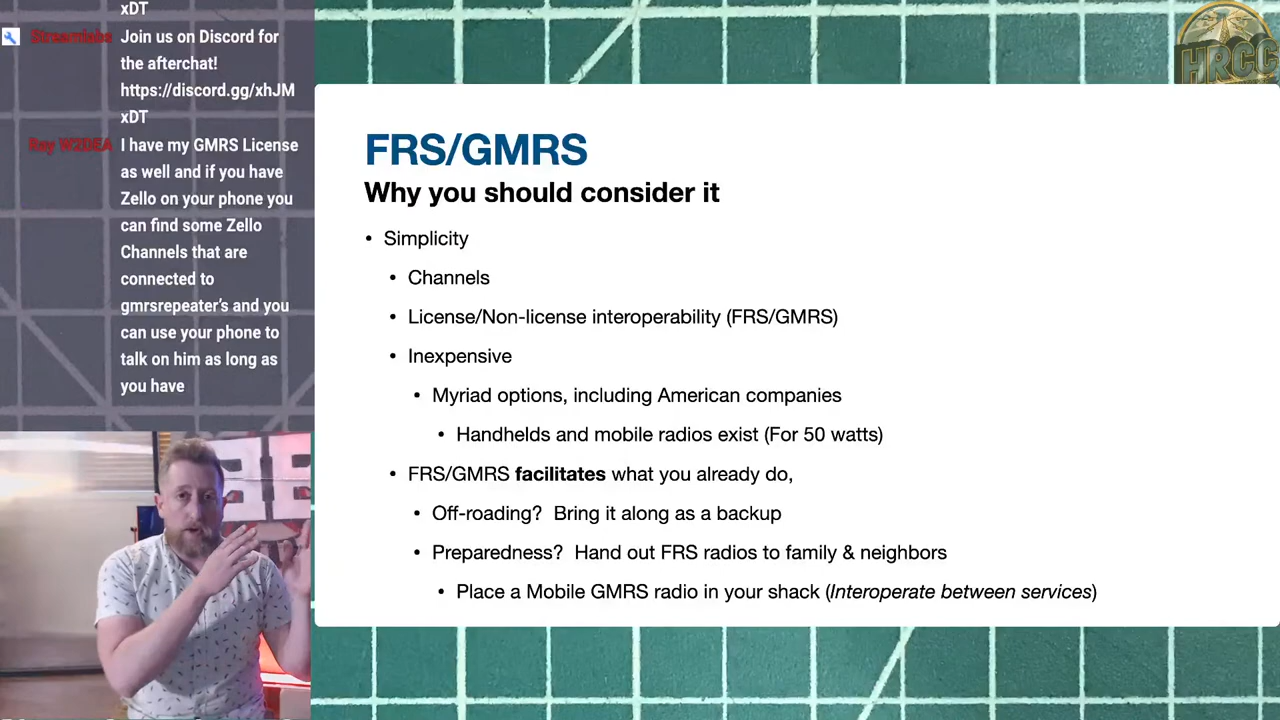 xDT
Streamlabs
Join us on Discord for
the afterchat!
https://discord.gg/xhJM
xDT
Ray W2DEA
I have my GMRS License
as well and if you have
Zello on your phone you
can find some Zello
Channels that are
connected to
gmrsrepeater's and you
can use your phone to
talk on him as long as
you have
HRCC
FRS/GMRS
Why you should consider it
• Simplicity
• Channels
• License/Non-license interoperability (FRS/GMRS)
• Inexpensive
• Myriad options, including American companies
• Handhelds and mobile radios exist (For 50 watts)
• FRS/GMRS facilitates what you already do,
• Off-roading? Bring it along as a backup
• Preparedness? Hand out FRS radios to family & neighbors
• Place a Mobile GMRS radio in your shack (Interoperate between services)